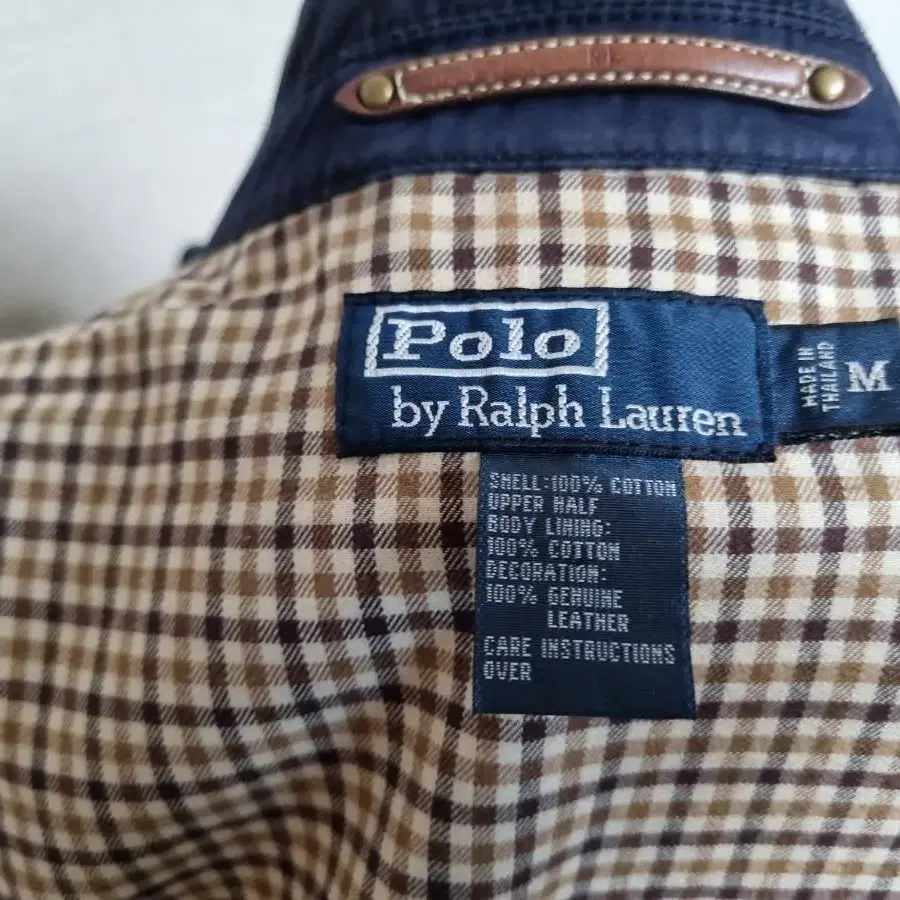 Polo
by Ralph Lauren
MADE IN
THAILAND
M
SHELL:100% COTTON
UPPER HALF
BODY LINING:
100% COTTON
DECORATION:
100% GENUINE
LEATHER
CARE INSTRUCTIONS
OVER